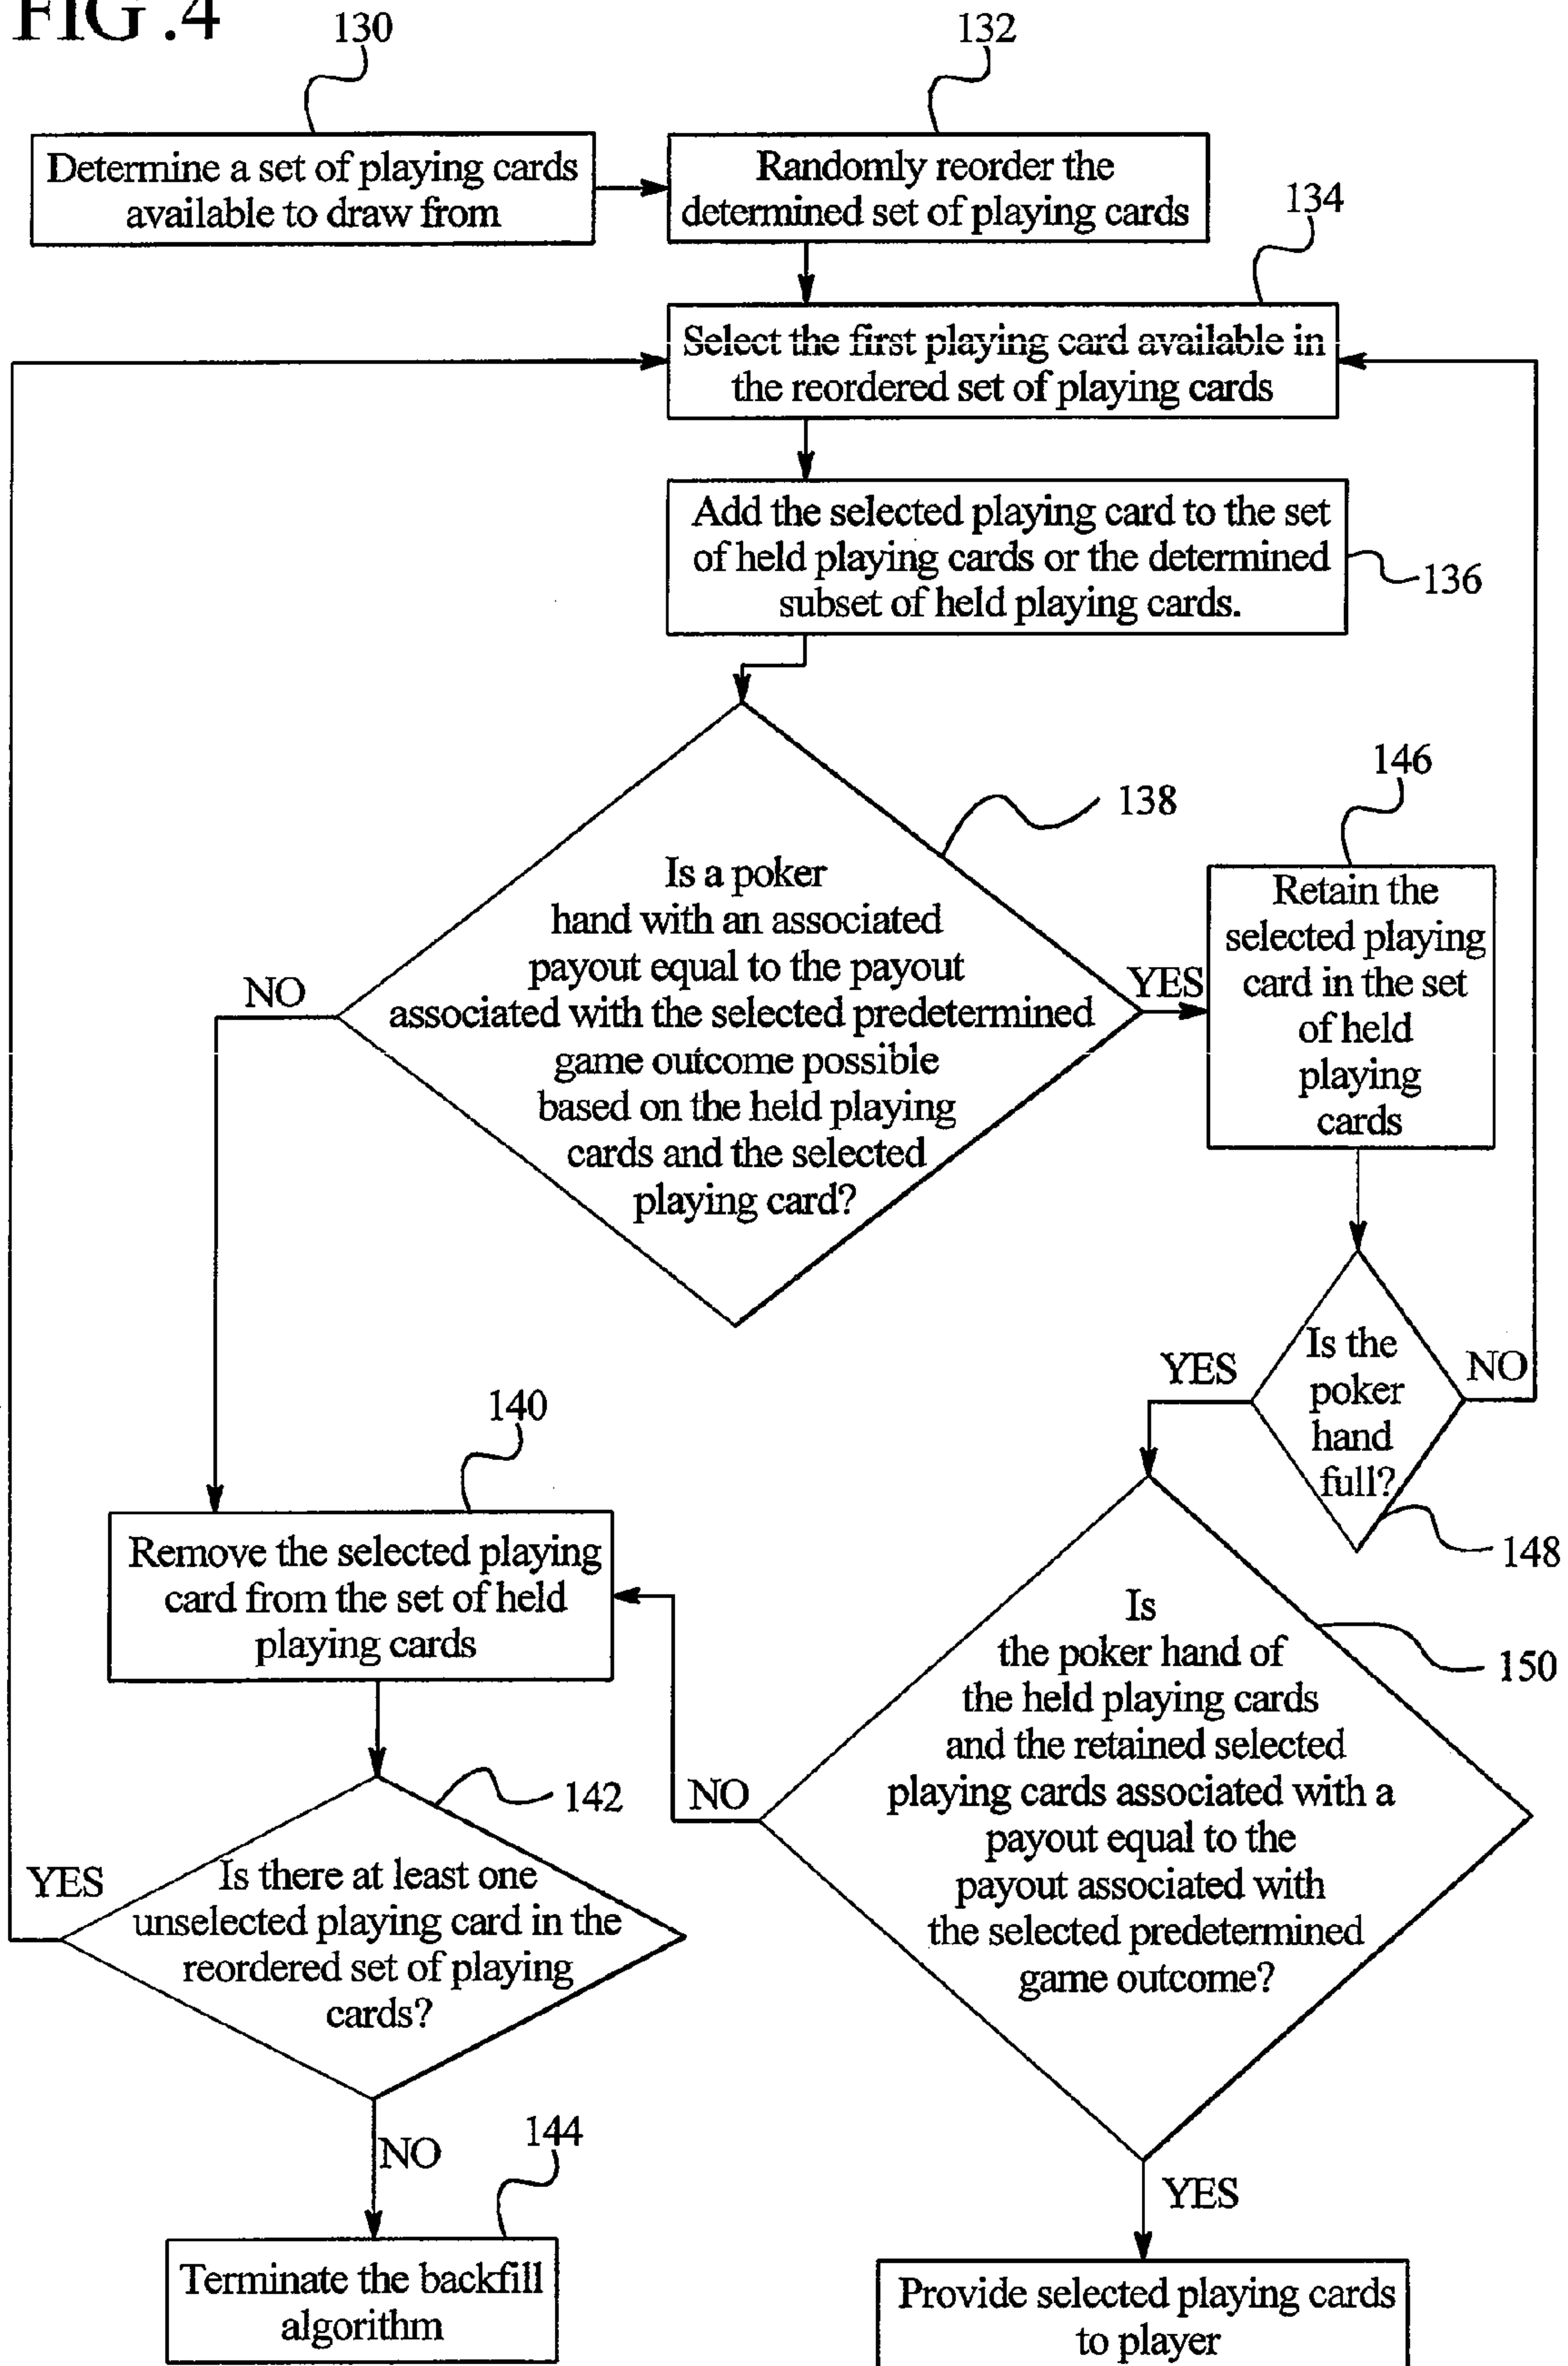 FIG.4
130
132
Determine a set of playing cards
available to draw from
Randomly reorder the
determined set of playing cards
134
Select the first playing card available in
the reordered set of playing cards
Add the selected playing card to the set
of held playing cards or the determined
subset of held playing cards.
136
138
Is a poker
hand with an associated
payout equal to the payout
associated with the selected predetermined
game outcome possible
based on the held playing
cards and the selected
playing card?
NO
YES
146
Retain the
selected playing
card in the set
of held
playing
cards
Is the
poker
hand
full?
YES
NO
148
140
Remove the selected playing
card from the set of held
playing cards
150
Is
the poker hand of
the held playing cards
and the retained selected
playing cards associated with a
payout equal to the
payout associated with
the selected predetermined
game outcome?
NO
142
YES
Is there at least one
unselected playing card in the
reordered set of playing
cards?
NO
144
Terminate the backfill
algorithm
YES
Provide selected playing cards
to player